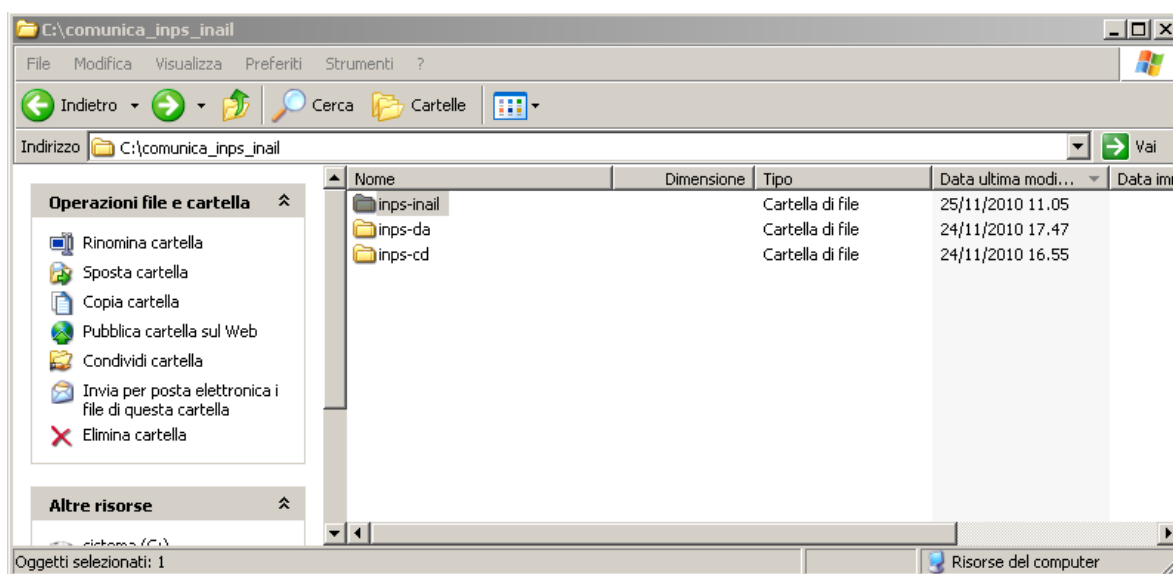 C:\comunica_inps_inail
File Modifica Visualizza Preferiti Strumenti ?
Indietro Cerca Cartelle
Indirizzo C:\comunica_inps_inail Vai
Nome Dimensione Tipo Data ultima modi... Data im
Operazioni file e cartella
Rinomina cartella
Sposta cartella
Copia cartella
Pubblica cartella sul Web
Condividi cartella
Invia per posta elettronica i
file di questa cartella
Elimina cartella
Altre risorse
sistema (C:)
inps-inail Cartella di file 25/11/2010 11.05
inps-da Cartella di file 24/11/2010 17.47
inps-cd Cartella di file 24/11/2010 16.55
Oggetti selezionati: 1 Risorse del computer